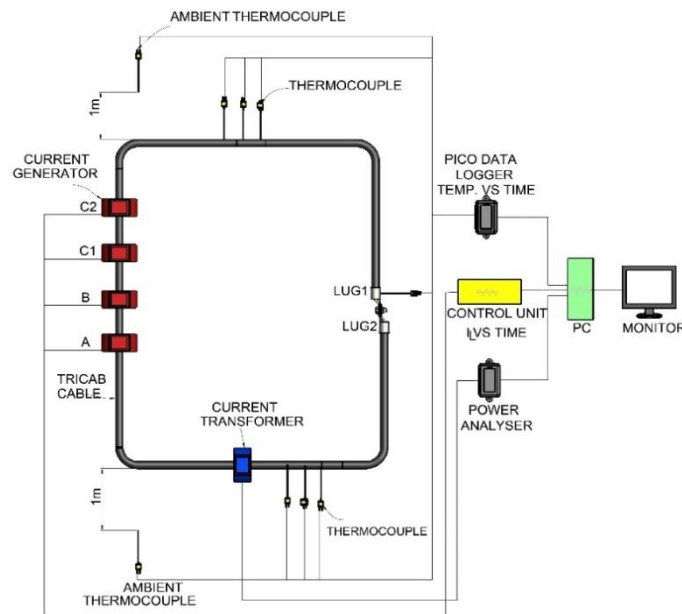 AMBIENT THERMOCOUPLE
1m
THERMOCOUPLE
CURRENT
GENERATOR
C2
C1
B
A
TRICAB
CABLE
PICO DATA
LOGGER
TEMP. VS TIME
LUG1
LUG2
CONTROL UNIT
IL VS TIME
PC
MONITOR
CURRENT
TRANSFORMER
POWER
ANALYSER
1m
THERMOCOUPLE
AMBIENT
THERMOCOUPLE